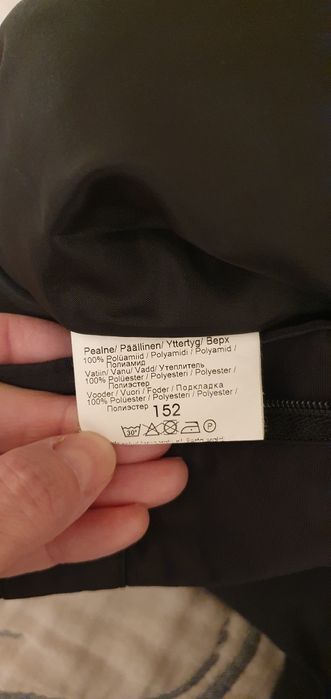 Pealne/ Päällinen/ Yttertyg/ Верх
100% Polüamiid / Polyamidi / Polyamid /
Полиамид
Vatiin/ Vanu/ Vadd/ Утеплитель
100% Polüester / Polyesteri / Polyester /
Полиэстер
Vooder / Vuori / Foder / Подкладка
100% Polüester / Polyesteri / Polyester /
Полиэстер 152
30° P